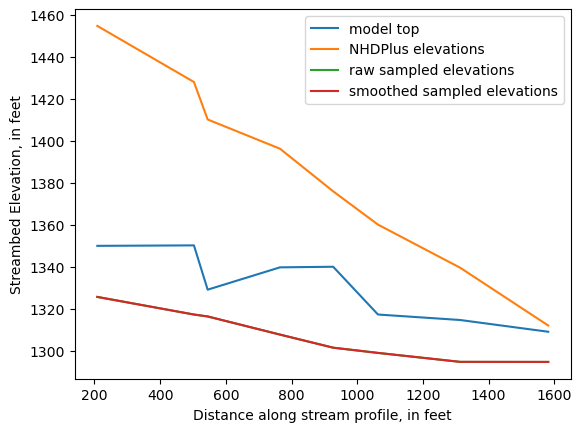 model top
NHDPlus elevations
raw sampled elevations
smoothed sampled elevations
Streambed Elevation, in feet
1460
1440
1420
1400
1380
1360
1340
1320
1300
200 400 600 800 1000 1200 1400 1600
Distance along stream profile, in feet